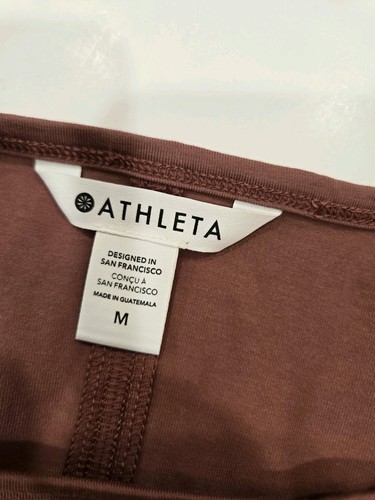 ATHLETA
DESIGNED IN
SAN FRANCISCO
CONÇU À
SAN FRANCISCO
MADE IN GUATEMALA
M